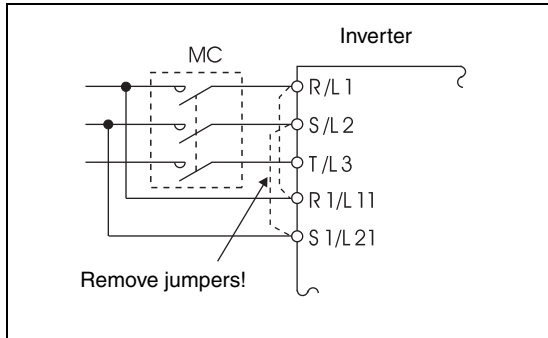 Inverter
MC
R/L1
S/L2
T/L3
R1/L11
S1/L21
Remove jumpers!